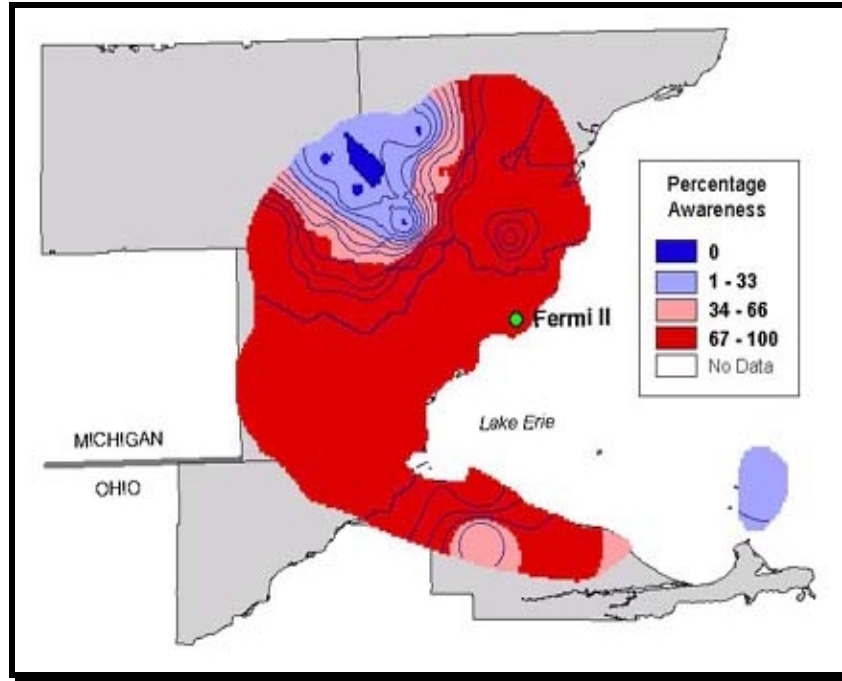 Percentage
Awareness
0
1 - 33
34 - 66
67 - 100
No Data
Fermi II
Lake Erie
MICHIGAN
OHIO